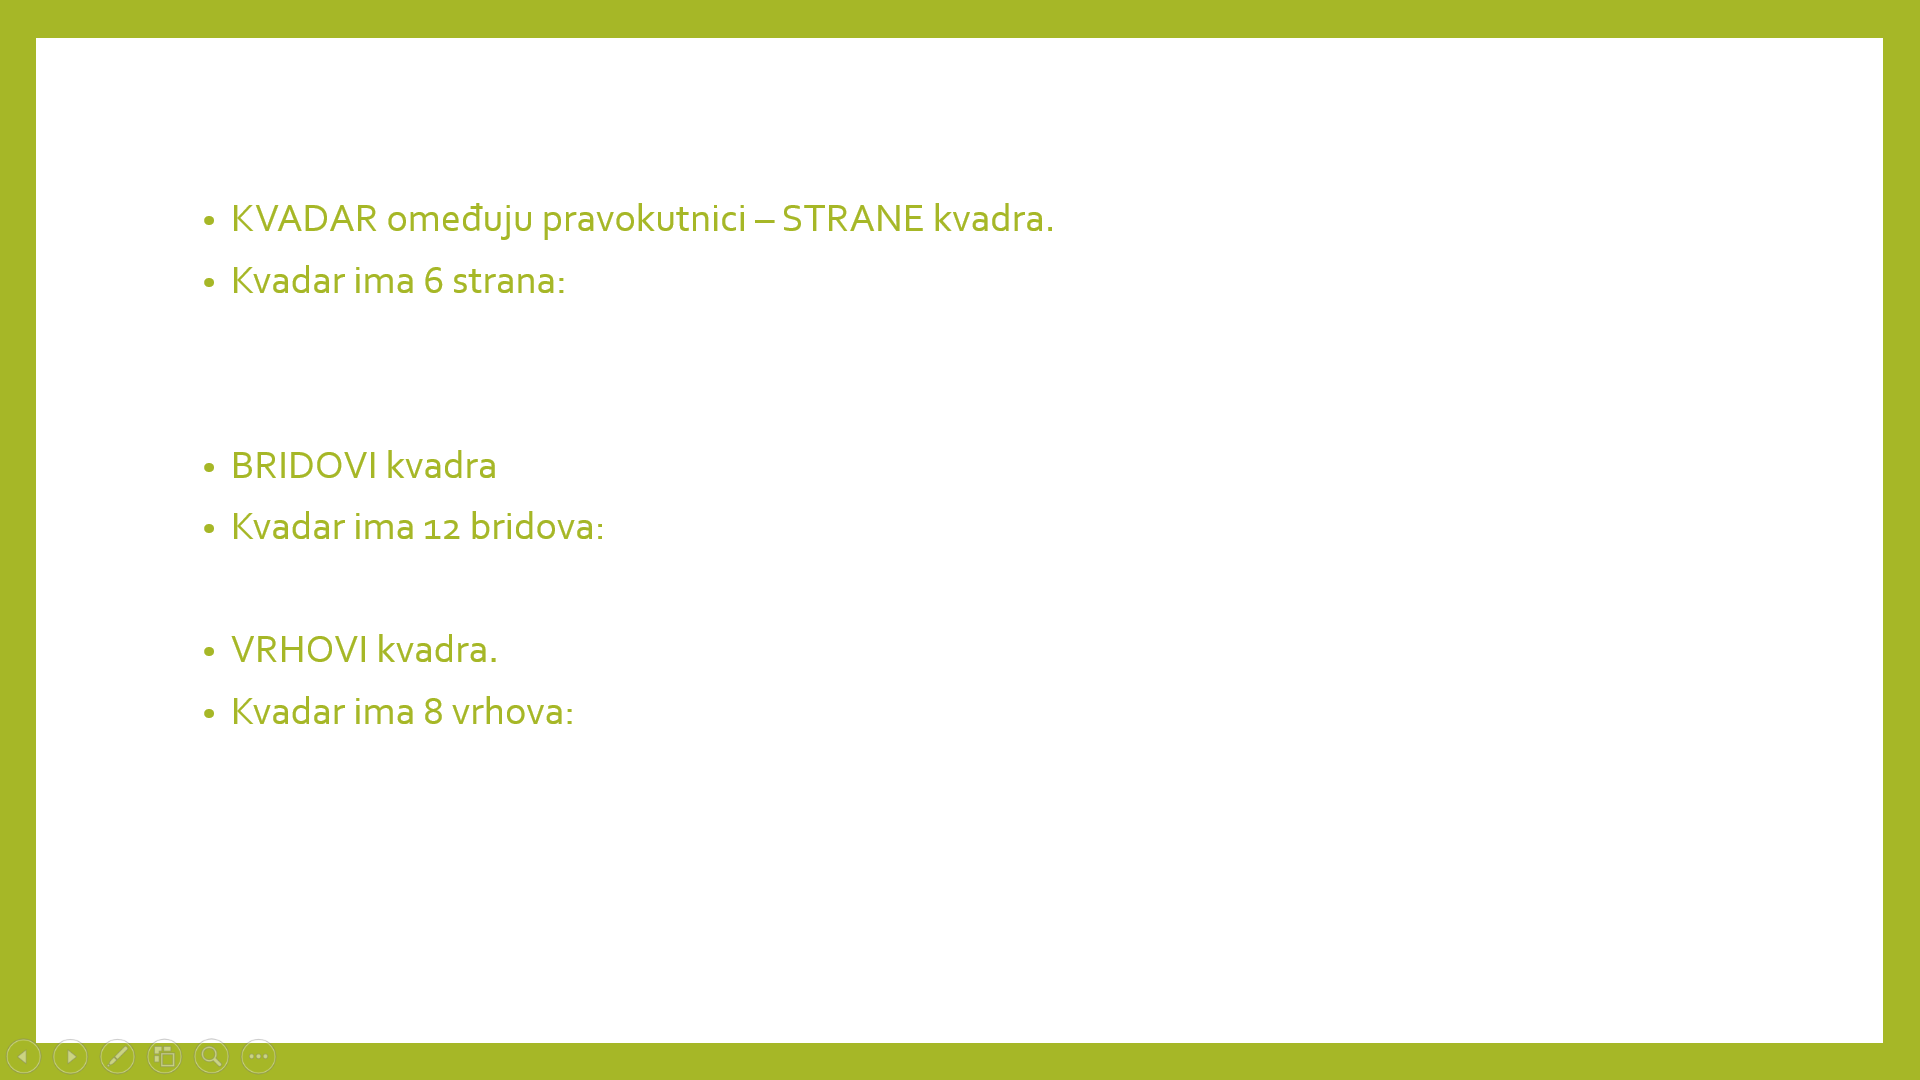 • KVADAR omeđuju pravokutnici – STRANE kvadra.
• Kvadar ima 6 strana:
• BRIDOVI kvadra
• Kvadar ima 12 bridova:
• VRHOVI kvadra.
• Kvadar ima 8 vrhova: